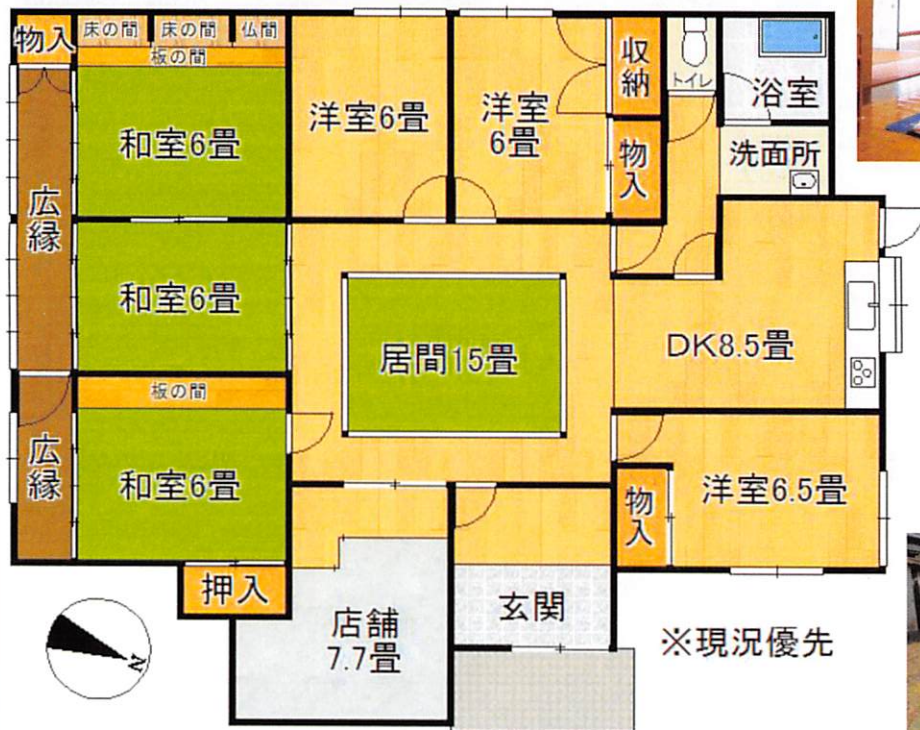 物入
床の間
床の間
仏間
板の間
和室6畳
洋室6畳
洋室
6畳
収納
物入
トイレ
浴室
洗面所
広縁
和室6畳
居間15畳
DK8.5畳
板の間
広縁
和室6畳
物入
洋室6.5畳
押入
店舗
7.7畳
玄関
※現況優先
N